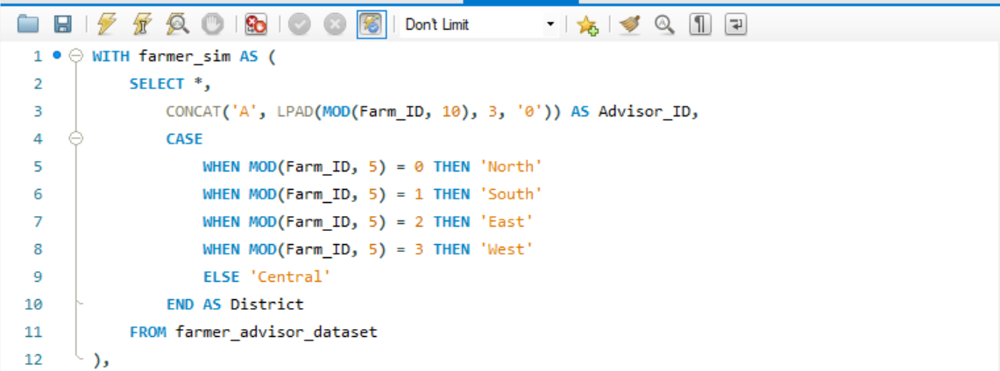 Don't Limit
1 WITH farmer_sim AS (
2 SELECT *,
3 CONCAT('A', LPAD(MOD(Farm_ID, 10), 3, '0')) AS Advisor_ID,
4 CASE
5 WHEN MOD(Farm_ID, 5) = 0 THEN 'North'
6 WHEN MOD(Farm_ID, 5) = 1 THEN 'South'
7 WHEN MOD(Farm_ID, 5) = 2 THEN 'East'
8 WHEN MOD(Farm_ID, 5) = 3 THEN 'West'
9 ELSE 'Central'
10 END AS District
11 FROM farmer_advisor_dataset
12 ),